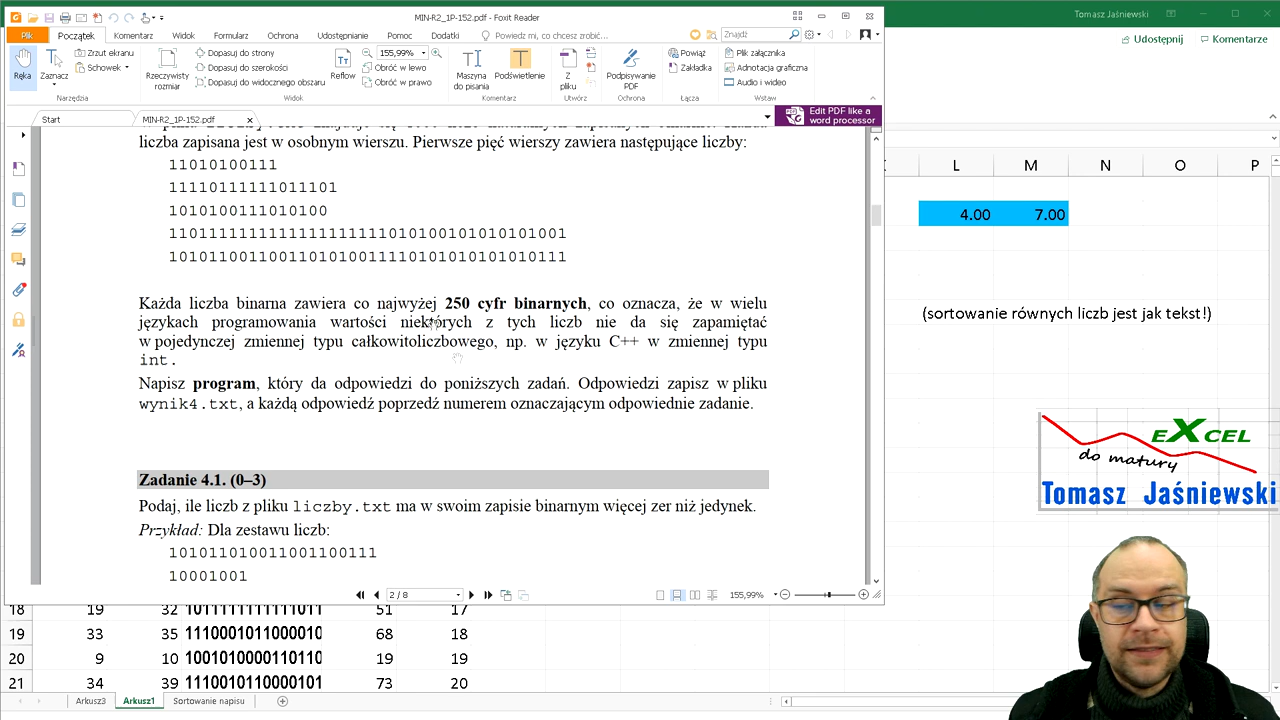 MIN-R2_1P-152.pdf - Foxit Reader
Tomasz Jaśniewski
Plik Początek Komentarz Widok Formularz Ochrona Udostępnianie Pomoc Dodatki Powiedz mi, co chcesz zrobić... Znajdź
Udostępnij Komentarze
Ręka
Zaznacz
Zrzut ekranu
Schowek
Narzędzia
Rzeczywisty rozmiar
Dopasuj do strony
Dopasuj do szerokości
Dopasuj do widocznego obszaru
Reflow
155,99%
Obróć w lewo
Obróć w prawo
Widok
Maszyna do pisania
Podświetlenie
Komentarz
Z pliku
Utwórz
Podpisywanie PDF
Ochrona
Powiąż
Zakładka
Łącza
Plik załącznika
Adnotacja graficzna
Audio i wideo
Wstaw
Start MIN-R2_1P-152.pdf
Edit PDF like a
word processor
liczba zapisana jest w osobnym wierszu. Pierwsze pięć wierszy zawiera następujące liczby:
11010100111
11110111111011101
1010100111010100
1101111111111111111111010100101010101001
1010110011001101010011110101010101010111
Każda liczba binarna zawiera co najwyżej 250 cyfr binarnych, co oznacza, że w wielu
językach programowania wartości niektórych z tych liczb nie da się zapamiętać
w pojedynczej zmiennej typu całkowitoliczbowego, np. w języku C++ w zmiennej typu
int.
Napisz program, który da odpowiedzi do poniższych zadań. Odpowiedzi zapisz w pliku
wynik4.txt, a każdą odpowiedź poprzedź numerem oznaczającym odpowiednie zadanie.
Zadanie 4.1. (0–3)
Podaj, ile liczb z pliku liczby.txt ma w swoim zapisie binarnym więcej zer niż jedynek.
Przykład: Dla zestawu liczb:
101011010011001100111
10001001
2 / 8
155,99%
L M N O P
4.00 7.00
(sortowanie równych liczb jest jak tekst!)
EXCEL
do matury
Tomasz Jaśniewski
18 19 32 51 17
19 33 35 1110001011000010 68 18
20 9 10 1001010000110110 19 19
21 34 39 1110010110000101 73 20
Arkusz3 Arkusz1 Sortowanie napisu